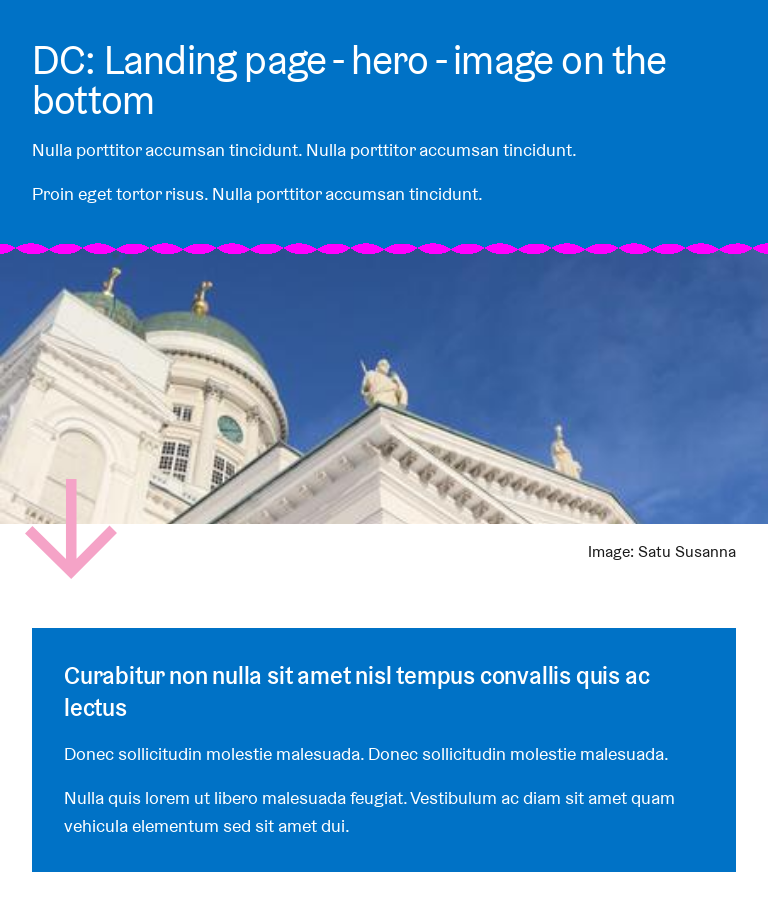 DC: Landing page - hero - image on the
bottom
Nulla porttitor accumsan tincidunt. Nulla porttitor accumsan tincidunt.
Proin eget tortor risus. Nulla porttitor accumsan tincidunt.
Image: Satu Susanna
Curabitur non nulla sit amet nisl tempus convallis quis ac
lectus
Donec sollicitudin molestie malesuada. Donec sollicitudin molestie malesuada.
Nulla quis lorem ut libero malesuada feugiat. Vestibulum ac diam sit amet quam
vehicula elementum sed sit amet dui.